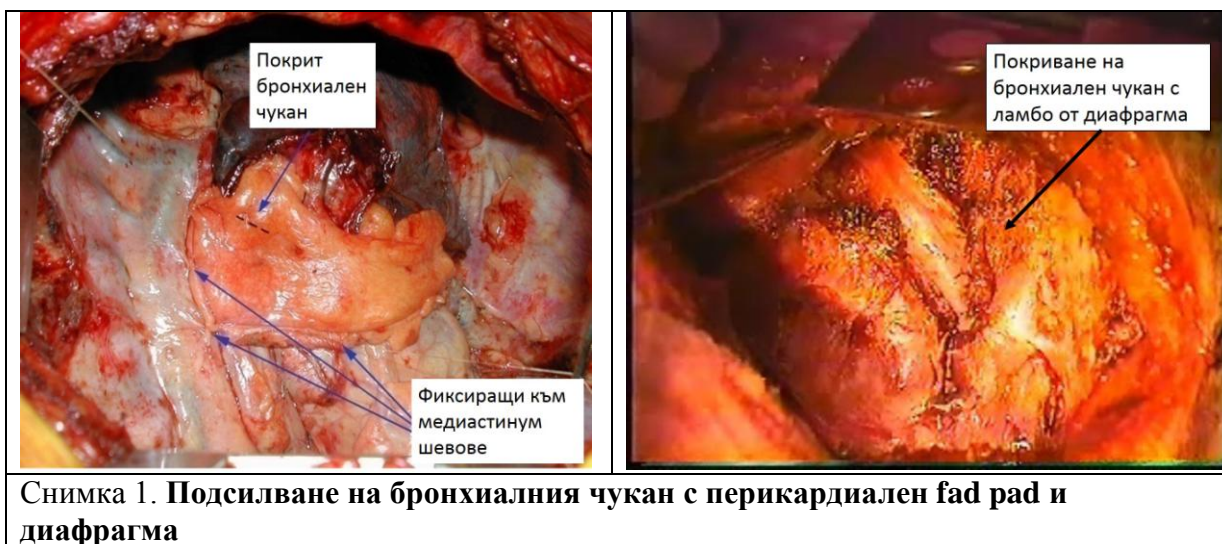 Покрит
бронхиален
чукан
Фиксиращи към
медиастинум
шевове
Покриване на
бронхиален чукан с
ламбо от диафрагма
Снимка 1. Подсилване на бронхиалния чукан с перикардиален fad pad и
диафрагма